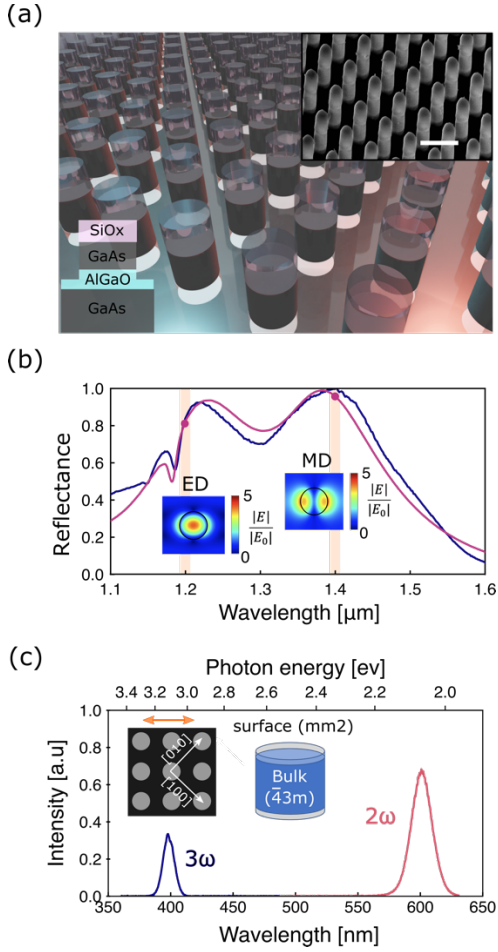 (a)
SiOx
GaAs
AlGaO
GaAs
(b)
Reflectance
1.0
0.8
0.6
0.4
0.2
0.0
1.1 1.2 1.3 1.4 1.5 1.6
Wavelength [μm]
ED
5
0
|E|
|E₀|
MD
5
0
|E|
|E₀|
(c)
Photon energy [ev]
3.4 3.2 3.0 2.8 2.6 2.4 2.2 2.0
Intensity [a.u]
1.0
0.8
0.6
0.4
0.2
0.0
350 400 450 500 550 600 650
Wavelength [nm]
[010]
[100]
surface (mm2)
Bulk
(4̅3m)
3ω
2ω